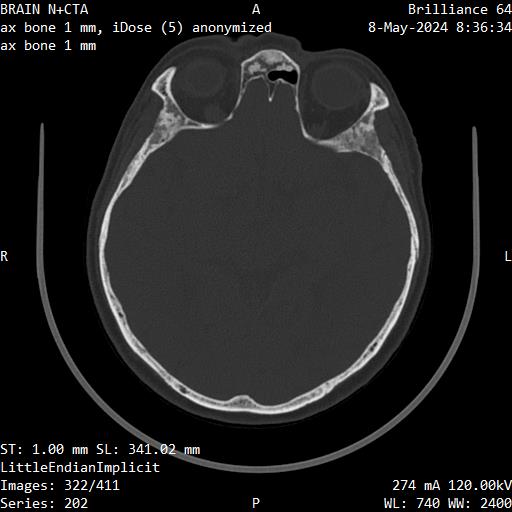 BRAIN N+CTA A Brilliance 64
ax bone 1 mm, iDose (5) anonymized 8-May-2024 8:36:34
ax bone 1 mm
R L
ST: 1.00 mm SL: 341.02 mm
LittleEndianImplicit
Images: 322/411 274 mA 120.00kV
Series: 202 P WL: 740 WW: 2400